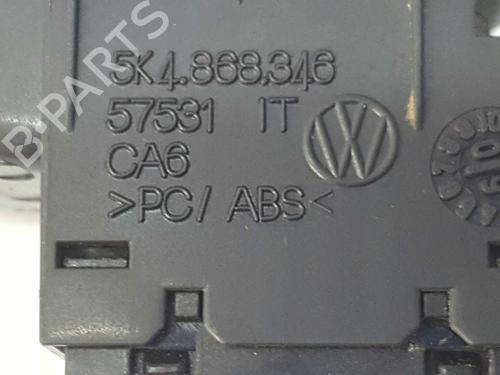 5K4.868.346
57531 IT
CA6
>PC/ ABS<
B-PARTS